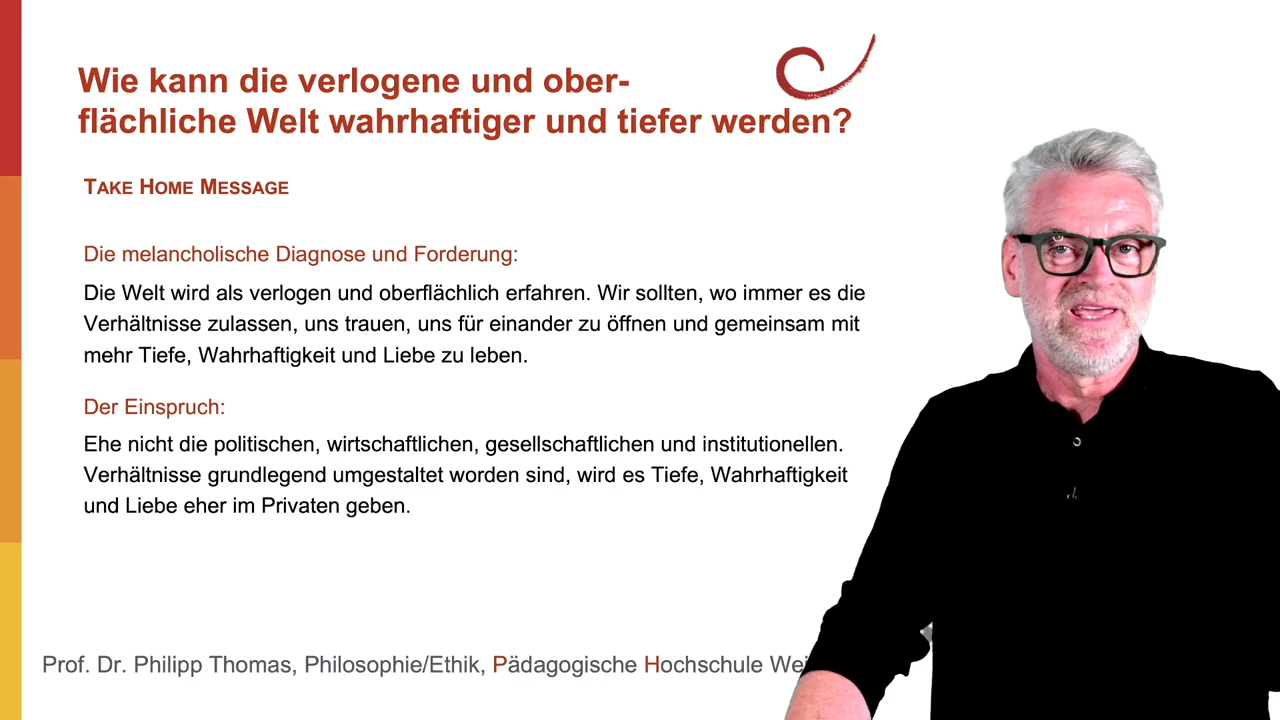 Wie kann die verlogene und ober-
flächliche Welt wahrhaftiger und tiefer werden?
TAKE HOME MESSAGE
Die melancholische Diagnose und Forderung:
Die Welt wird als verlogen und oberflächlich erfahren. Wir sollten, wo immer es die
Verhältnisse zulassen, uns trauen, uns für einander zu öffnen und gemeinsam mit
mehr Tiefe, Wahrhaftigkeit und Liebe zu leben.
Der Einspruch:
Ehe nicht die politischen, wirtschaftlichen, gesellschaftlichen und institutionellen.
Verhältnisse grundlegend umgestaltet worden sind, wird es Tiefe, Wahrhaftigkeit
und Liebe eher im Privaten geben.
Prof. Dr. Philipp Thomas, Philosophie/Ethik, Pädagogische Hochschule